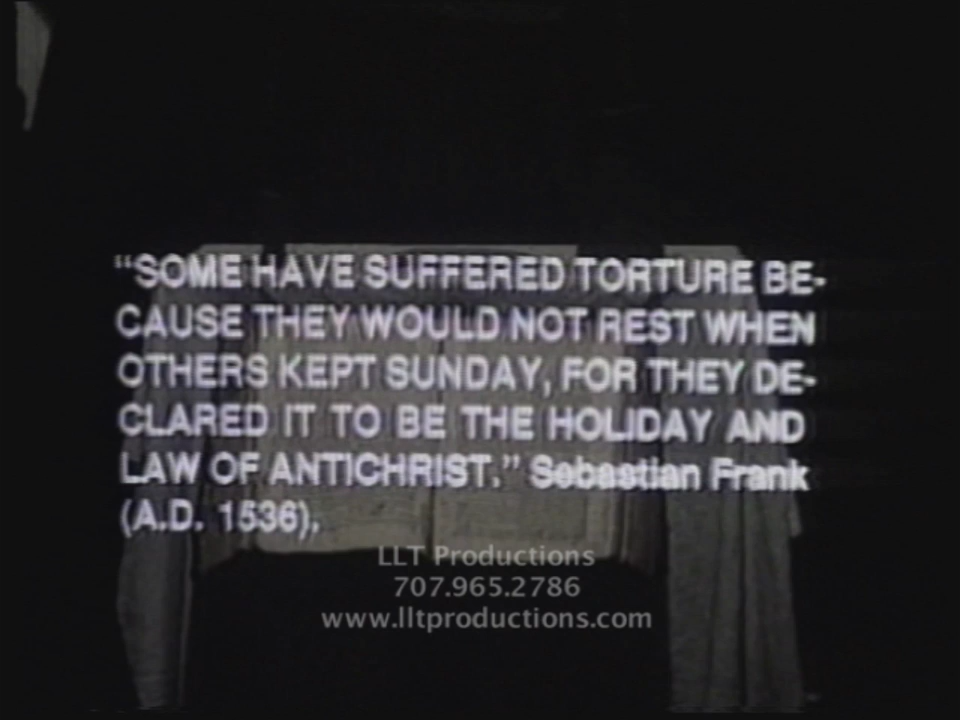 “SOME HAVE SUFFERED TORTURE BE-
CAUSE THEY WOULD NOT REST WHEN
OTHERS KEPT SUNDAY, FOR THEY DE-
CLARED IT TO BE THE HOLIDAY AND
LAW OF ANTICHRIST.” Sebastian Frank
(A.D. 1536).
LLT Productions
707.965.2786
www.lltproductions.com